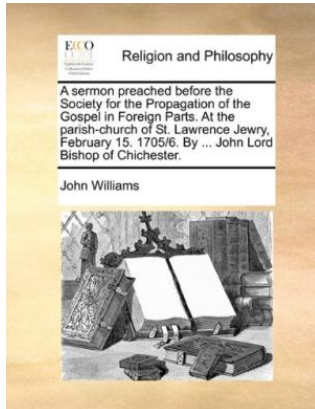 ECCO
Religion and Philosophy
A sermon preached before the
Society for the Propagation of the
Gospel in Foreign Parts. At the
parish-church of St. Lawrence Jewry,
February 15. 1705/6. By ... John Lord
Bishop of Chichester.
John Williams